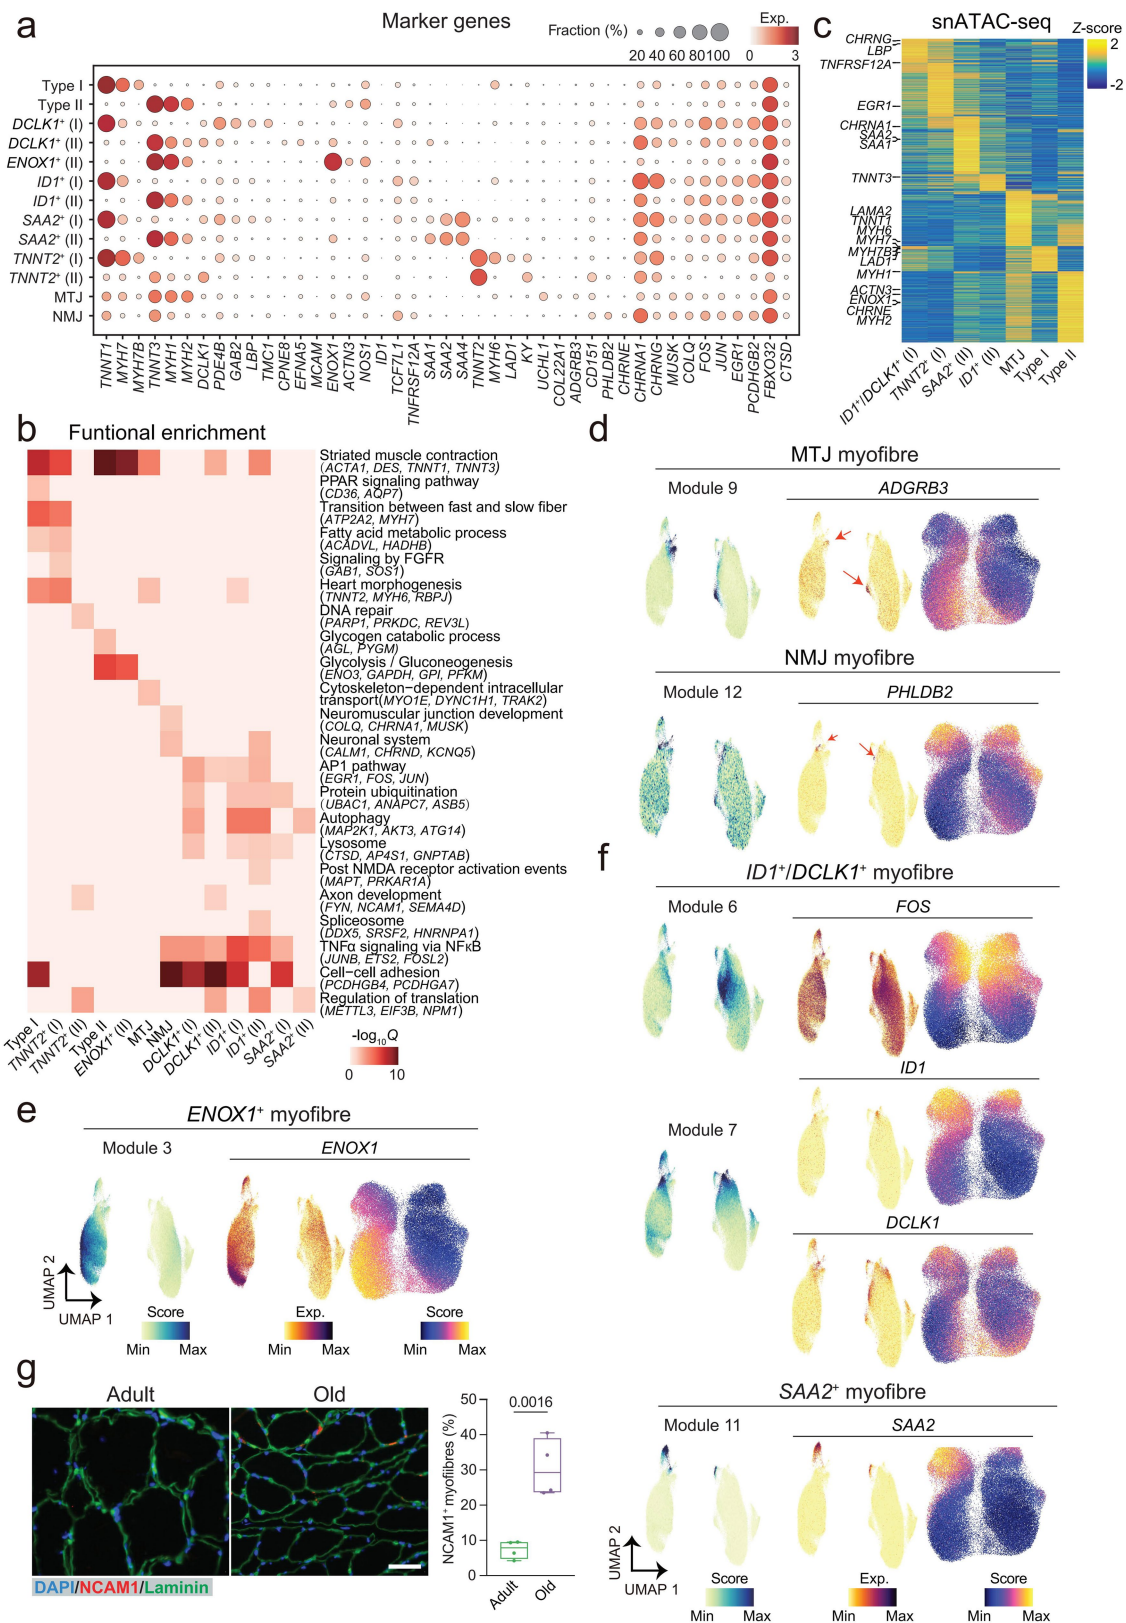 a
Marker genes
Fraction (%)
20 40 60 80 100
Exp.
0 3
Type I
Type II
DCLK1+ (I)
DCLK1+ (II)
ENOX1+ (II)
ID1+ (I)
ID1+ (II)
SAA2+ (I)
SAA2+ (II)
TNNT2+ (I)
TNNT2+ (II)
MTJ
NMJ
TNNT1
MYH7
MYH7B
TNNT3
MYH1
MYH2
DCLK1
PDE4B
GAB2
LBP
TMC1
CPNE8
EFNA5
MCAM
ENOX1
ACTN3
NOS1
ID1
TCF7L1
TNFRSF12A
SAA1
SAA2
SAA4
TNNT2
MYH6
LAD1
KY
UCHL1
COL22A1
ADGRB3
CD151
PHLDB2
CHRNE
CHRNA1
CHRNG
MUSK
COLQ
FOS
JUN
EGR1
PCDHGB2
FBXO32
CTSD
c
snATAC-seq
Z-score
2
-2
CHRNG
LBP
TNFRSF12A
EGR1
CHRNA1
SAA2
SAA1
TNNT3
LAMA2
TNNT1
MYH6
MYH7
MYH7B
LAD1
MYH1
ACTN3
ENOX1
CHRNE
MYH2
ID1+/DCLK1+ (I)
TNNT2+ (I)
SAA2+ (II)
ID1+ (II)
MTJ
Type I
Type II
b
Funtional enrichment
Striated muscle contraction
(ACTA1, DES, TNNT1, TNNT3)
PPAR signaling pathway
(CD36, AQP7)
Transition between fast and slow fiber
(ATP2A2, MYH7)
Fatty acid metabolic process
(ACADVL, HADHB)
Signaling by FGFR
(GAB1, SOS1)
Heart morphogenesis
(TNNT2, MYH6, RBPJ)
DNA repair
(PARP1, PRKDC, REV3L)
Glycogen catabolic process
(AGL, PYGM)
Glycolysis / Gluconeogenesis
(ENO3, GAPDH, GPI, PFKM)
Cytoskeleton−dependent intracellular
transport(MYO1E, DYNC1H1, TRAK2)
Neuromuscular junction development
(COLQ, CHRNA1, MUSK)
Neuronal system
(CALM1, CHRND, KCNQ5)
AP1 pathway
(EGR1, FOS, JUN)
Protein ubiquitination
(UBAC1, ANAPC7, ASB5)
Autophagy
(MAP2K1, AKT3, ATG14)
Lysosome
(CTSD, AP4S1, GNPTAB)
Post NMDA receptor activation events
(MAPT, PRKAR1A)
Axon development
(FYN, NCAM1, SEMA4D)
Spliceosome
(DDX5, SRSF2, HNRNPA1)
TNFα signaling via NFκB
(JUNB, ETS2, FOSL2)
Cell−cell adhesion
(PCDHGB4, PCDHGA7)
Regulation of translation
(METTL3, EIF3B, NPM1)
Type I
TNNT2+ (I)
TNNT2+ (II)
Type II
ENOX1+ (II)
MTJ
NMJ
DCLK1+ (I)
DCLK1+ (II)
ID1+ (I)
ID1+ (II)
SAA2+ (I)
SAA2+ (II)
-log10Q
0 10
d
MTJ myofibre
Module 9
ADGRB3
NMJ myofibre
Module 12
PHLDB2
f
ID1+/DCLK1+ myofibre
Module 6
FOS
ID1
Module 7
DCLK1
SAA2+ myofibre
Module 11
SAA2
UMAP 2
UMAP 1
Score
Min Max
Exp.
Min Max
Score
Min Max
e
ENOX1+ myofibre
Module 3
ENOX1
UMAP 2
UMAP 1
Score
Min Max
Exp.
Min Max
Score
Min Max
g
Adult
Old
DAPI/NCAM1/Laminin
NCAM1+ myofiibres (%)
50
40
30
20
10
0
0.0016
Adult
Old